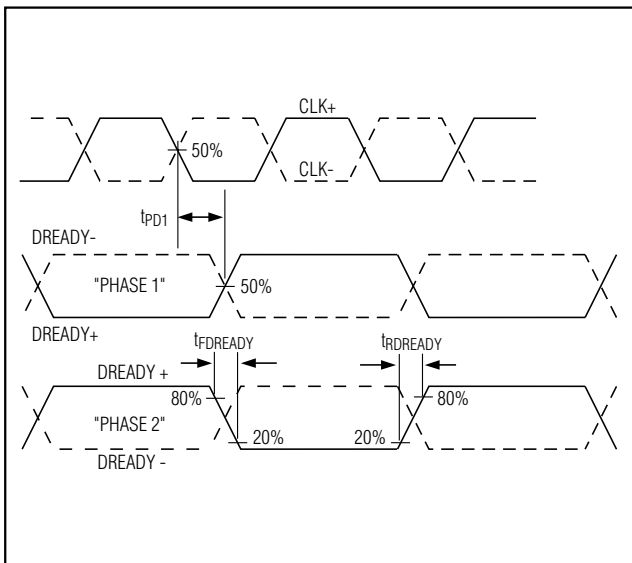 CLK+
50%
CLK-
tPD1
DREADY-
"PHASE 1"
50%
DREADY+
tFDREADY
tRDREADY
DREADY +
80%
80%
"PHASE 2"
20%
20%
DREADY -